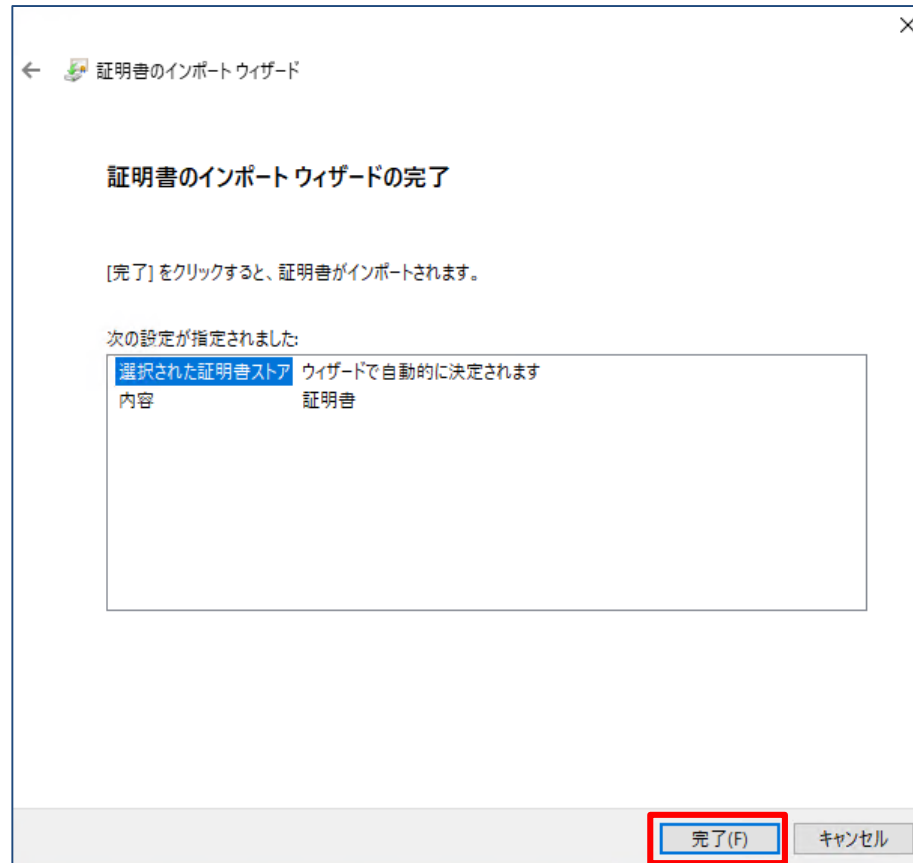 証明書のインポート ウィザード
証明書のインポート ウィザードの完了
[完了] をクリックすると、証明書がインポートされます。
次の設定が指定されました:
選択された証明書ストア ウィザードで自動的に決定されます
内容 証明書
完了(F) キャンセル